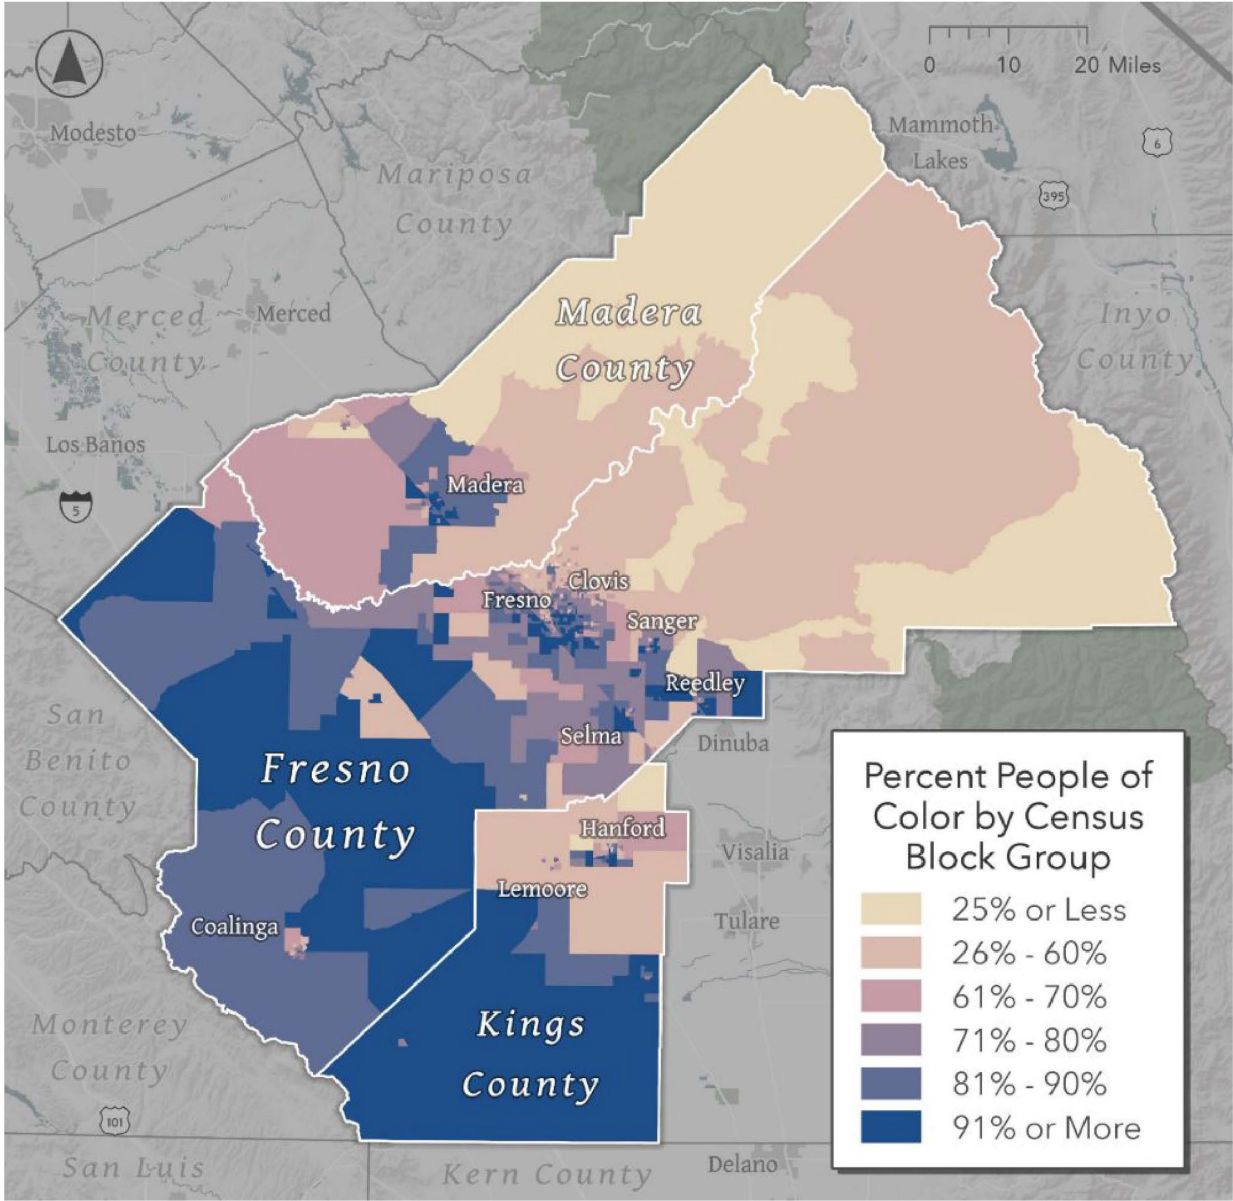 0 10 20 Miles
Modesto
Mammoth
Lakes
6
Mariposa
County
395
Madera
County
Merced
County
Merced
Inyo
County
Los Banos
5
Madera
Clovis
Fresno
Sanger
Reedley
San
Benito
County
Selma
Dinuba
Fresno
County
Hanford
Visalia
Lemoore
Tulare
Coalinga
Kings
County
Monterey
County
101
San Luis
Kern County
Delano
Percent People of
Color by Census
Block Group
25% or Less
26% - 60%
61% - 70%
71% - 80%
81% - 90%
91% or More